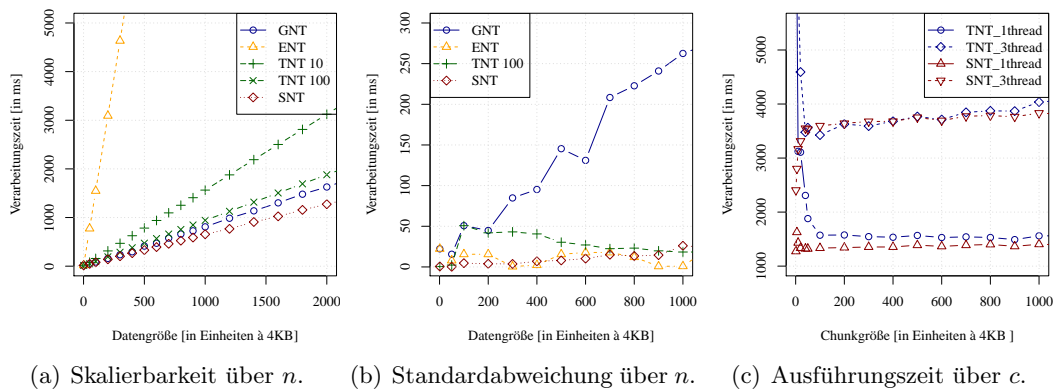 Verarbeitungszeit [in ms]
5000
4000
3000
2000
1000
0
GNT
ENT
TNT 10
TNT 100
SNT
0 500 1000 1500 2000
Datengröße [in Einheiten à 4KB]
(a) Skalierbarkeit über n.
Verarbeitungszeit [in ms]
300
250
200
150
100
50
0
GNT
ENT
TNT 100
SNT
0 200 400 600 800 1000
Datengröße [in Einheiten à 4KB]
(b) Standardabweichung über n.
Verarbeitungszeit [in ms]
5000
4000
3000
2000
1000
TNT_1thread
TNT_3thread
SNT_1thread
SNT_3thread
0 200 400 600 800 1000
Chunkgröße [in Einheiten à 4KB ]
(c) Ausführungszeit über c.